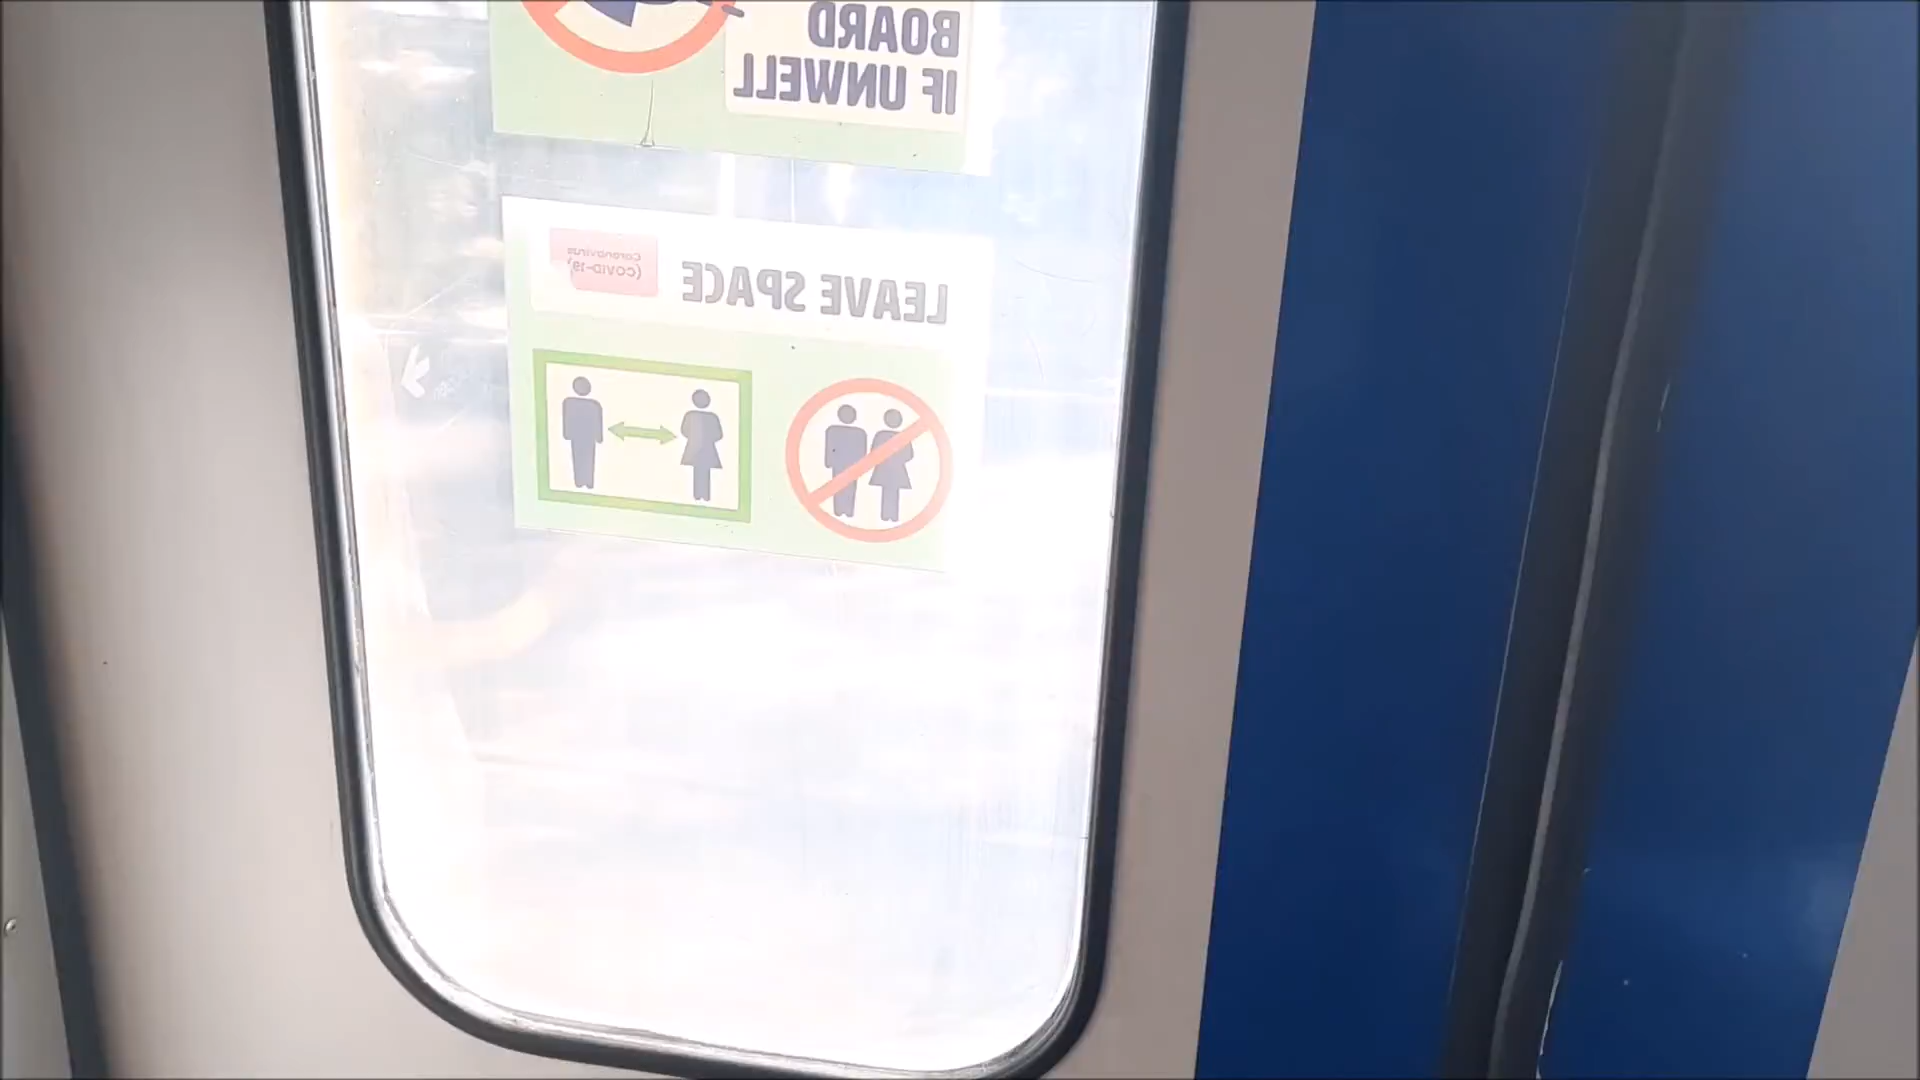 BOARD
IF UNWELL
LEAVE SPACE
Coronavirus
(COVID-19)